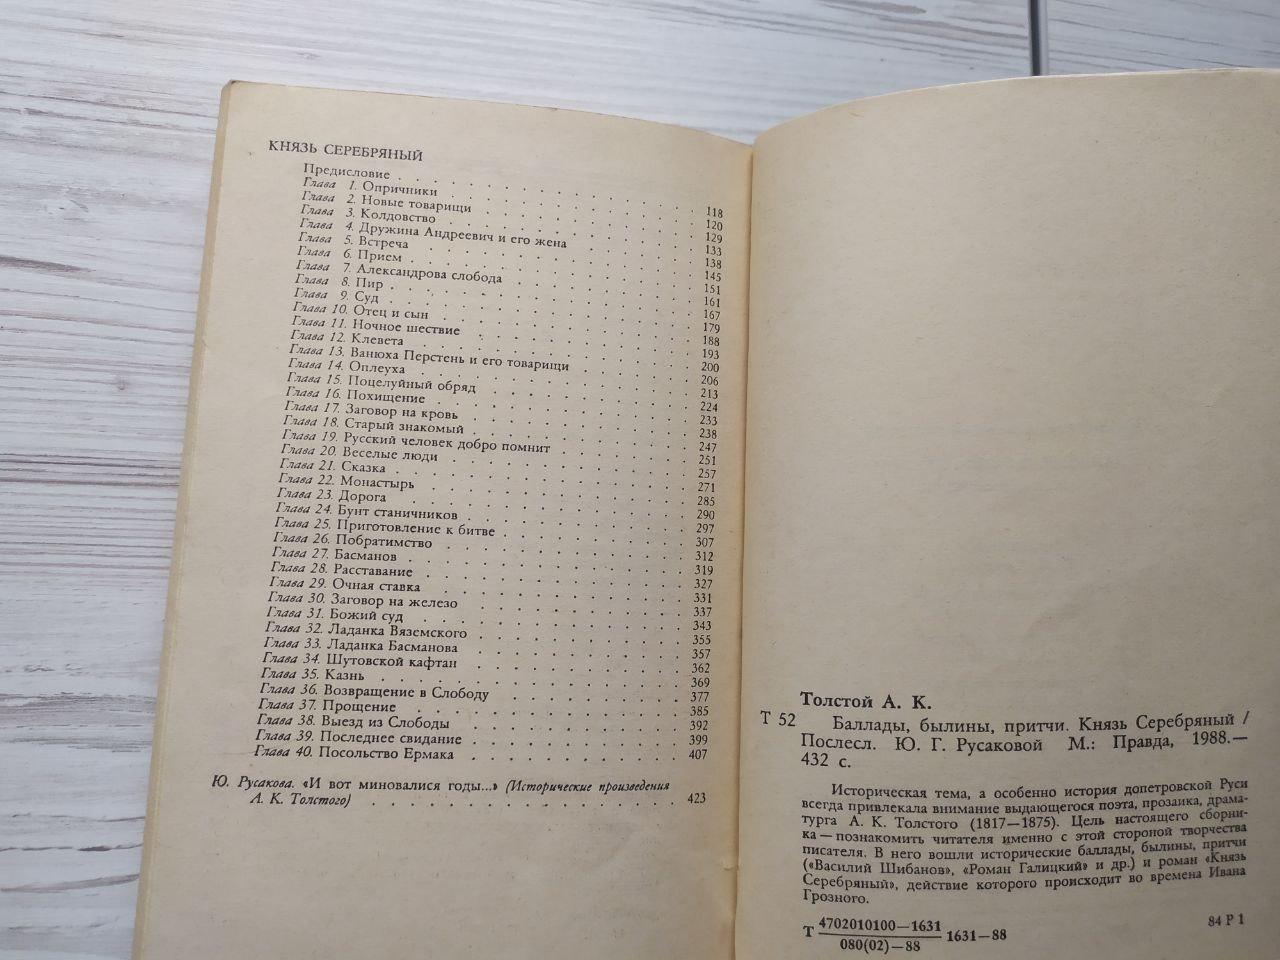 КНЯЗЬ СЕРЕБРЯНЫЙ
Предисловие . . . . . . . . . . . . . 118
Глава 1. Опричники . . . . . . . . . . . . . 120
Глава 2. Новые товарищи . . . . . . . . . . . . . 129
Глава 3. Колдовство . . . . . . . . . . . . . 133
Глава 4. Дружина Андреевич и его жена . . . . . . 138
Глава 5. Встреча . . . . . . . . . . . . . 145
Глава 6. Прием . . . . . . . . . . . . . 151
Глава 7. Александрова слобода . . . . . . . . . . 161
Глава 8. Пир . . . . . . . . . . . . . 167
Глава 9. Суд . . . . . . . . . . . . . 179
Глава 10. Отец и сын . . . . . . . . . . . . . 188
Глава 11. Ночное шествие . . . . . . . . . . . . . 193
Глава 12. Клевета . . . . . . . . . . . . . 200
Глава 13. Ванюха Перстень и его товарищи . . . . . . 206
Глава 14. Оплеуха . . . . . . . . . . . . . 213
Глава 15. Поцелуйный обряд . . . . . . . . . . . 224
Глава 16. Похищение . . . . . . . . . . . . . 233
Глава 17. Заговор на кровь . . . . . . . . . . . 238
Глава 18. Старый знакомый . . . . . . . . . . . 247
Глава 19. Русский человек добро помнит . . . . . . 251
Глава 20. Веселые люди . . . . . . . . . . . . . 257
Глава 21. Сказка . . . . . . . . . . . . . 271
Глава 22. Монастырь . . . . . . . . . . . . . 285
Глава 23. Дорога . . . . . . . . . . . . . 290
Глава 24. Бунт станичников . . . . . . . . . . . 297
Глава 25. Приготовление к битве . . . . . . . . . 307
Глава 26. Побратимство . . . . . . . . . . . . . 312
Глава 27. Басманов . . . . . . . . . . . . . 319
Глава 28. Расставание . . . . . . . . . . . . . 327
Глава 29. Очная ставка . . . . . . . . . . . . . 331
Глава 30. Заговор на железо . . . . . . . . . . . 337
Глава 31. Божий суд . . . . . . . . . . . . . 343
Глава 32. Ладанка Вяземского . . . . . . . . . . 355
Глава 33. Ладанка Басманова . . . . . . . . . . 357
Глава 34. Шутовской кафтан . . . . . . . . . . 362
Глава 35. Казнь . . . . . . . . . . . . . 369
Глава 36. Возвращение в Слободу . . . . . . . . . 377
Глава 37. Прощение . . . . . . . . . . . . . 385
Глава 38. Выезд из Слободы . . . . . . . . . . 392
Глава 39. Последнее свидание . . . . . . . . . . 399
Глава 40. Посольство Ермака . . . . . . . . . . 407
Ю. Русакова. «И вот миновалися годы...» (Исторические произведения
А. К. Толстого) . . . . . . . . . . . . . 423
Толстой А. К.
Т 52 Баллады, былины, притчи. Князь Серебряный /
Послесл. Ю. Г. Русаковой М.: Правда, 1988.—
432 с.
Историческая тема, а особенно история допетровской Руси
всегда привлекала внимание выдающегося поэта, прозаика, драма-
турга А. К. Толстого (1817—1875). Цель настоящего сборни-
ка — познакомить читателя именно с этой стороной творчества
писателя. В него вошли исторические баллады, былины, притчи
(«Василий Шибанов», «Роман Галицкий» и др.) и роман «Князь
Серебряный», действие которого происходит во времена Ивана
Грозного.
Т 4702010100—1631
080(02)—88
1631—88
84 Р 1